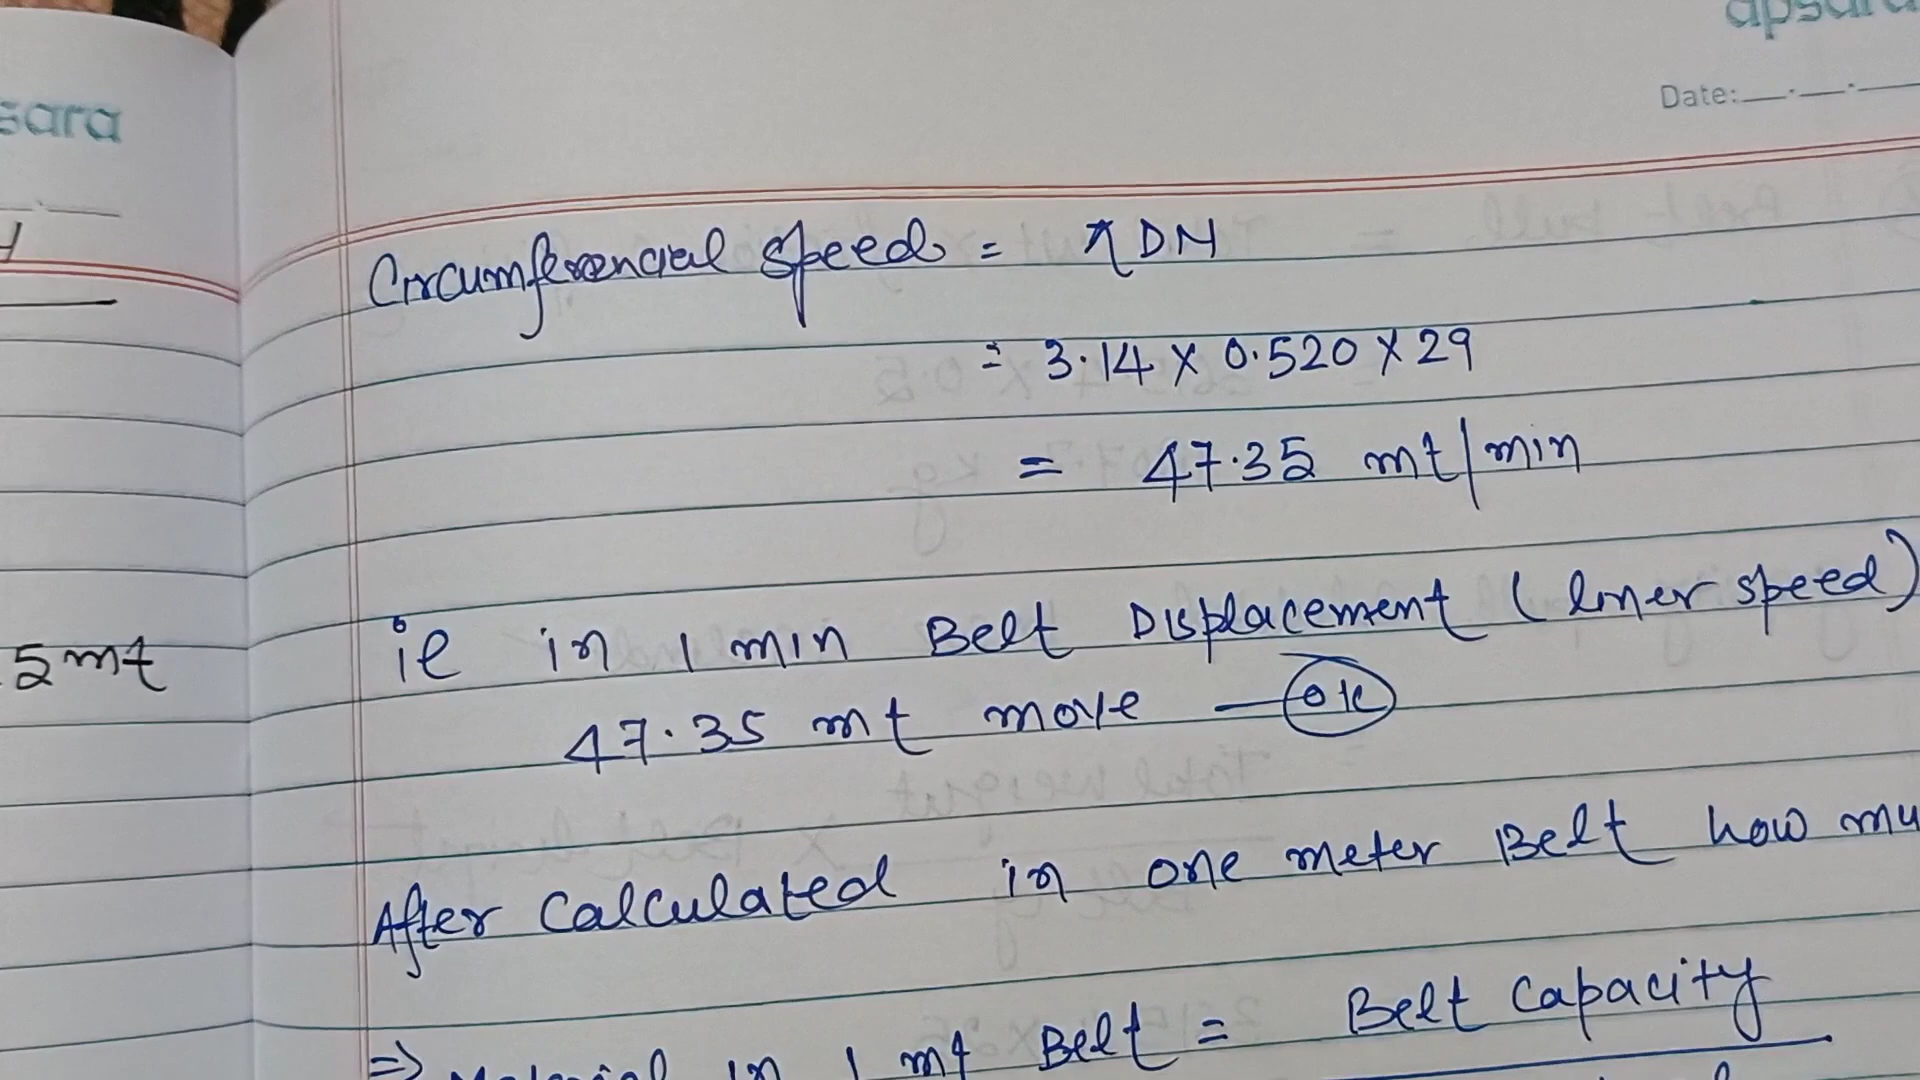 apsara
Date:
sara
Circumferencial speed = πDN
= 3.14 X 0.520 X 29
= 47.35 mt/min
5 mt
ie in 1 min Belt Displacement (liner speed)
47.35 mt move — ok
After Calculated in one meter Belt how mu
=> Material in 1 mt Belt = Belt Capacity